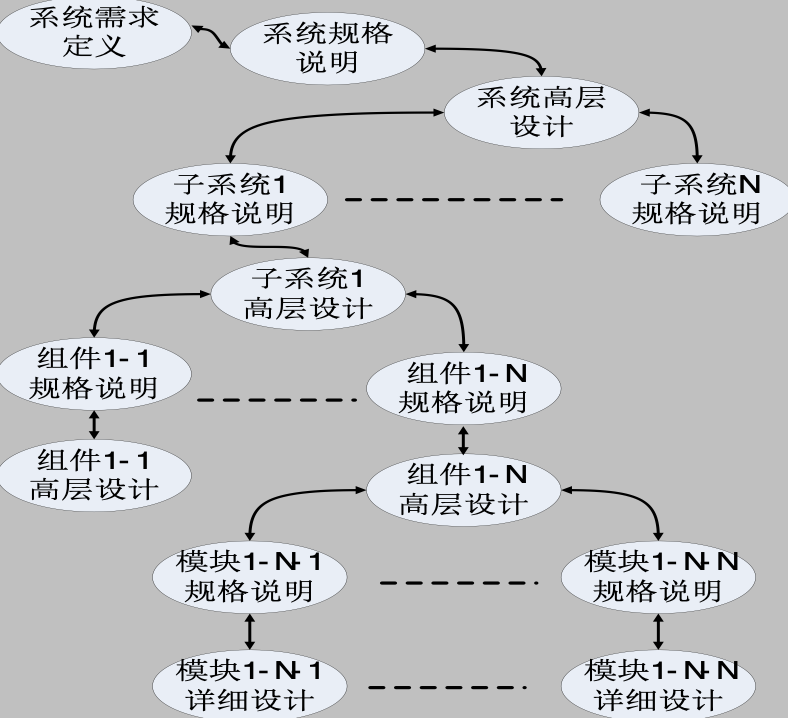 系统需求
定义
系统规格
说明
系统高层
设计
子系统1
规格说明
子系统N
规格说明
子系统1
高层设计
组件1-1
规格说明
组件1-N
规格说明
组件1-1
高层设计
组件1-N
高层设计
模块1-N-1
规格说明
模块1-N-N
规格说明
模块1-N-1
详细设计
模块1-N-N
详细设计